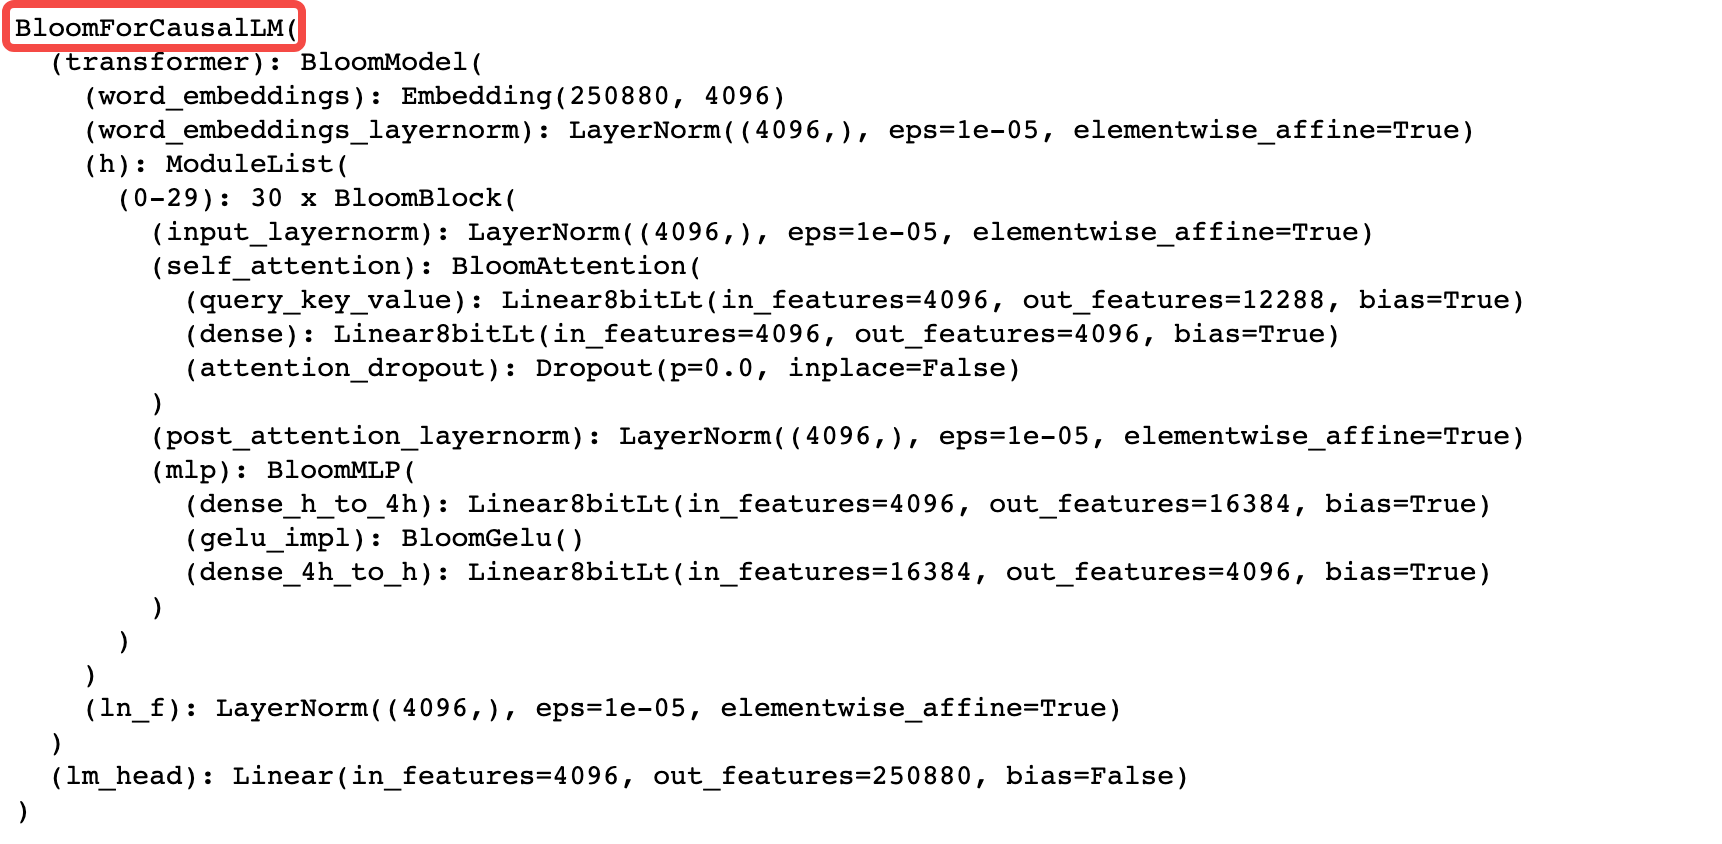 BloomForCausalLM(
  (transformer): BloomModel(
    (word_embeddings): Embedding(250880, 4096)
    (word_embeddings_layernorm): LayerNorm((4096,), eps=1e-05, elementwise_affine=True)
    (h): ModuleList(
      (0-29): 30 x BloomBlock(
        (input_layernorm): LayerNorm((4096,), eps=1e-05, elementwise_affine=True)
        (self_attention): BloomAttention(
          (query_key_value): Linear8bitLt(in_features=4096, out_features=12288, bias=True)
          (dense): Linear8bitLt(in_features=4096, out_features=4096, bias=True)
          (attention_dropout): Dropout(p=0.0, inplace=False)
        )
        (post_attention_layernorm): LayerNorm((4096,), eps=1e-05, elementwise_affine=True)
        (mlp): BloomMLP(
          (dense_h_to_4h): Linear8bitLt(in_features=4096, out_features=16384, bias=True)
          (gelu_impl): BloomGelu()
          (dense_4h_to_h): Linear8bitLt(in_features=16384, out_features=4096, bias=True)
        )
      )
    )
    (ln_f): LayerNorm((4096,), eps=1e-05, elementwise_affine=True)
  )
  (lm_head): Linear(in_features=4096, out_features=250880, bias=False)
)